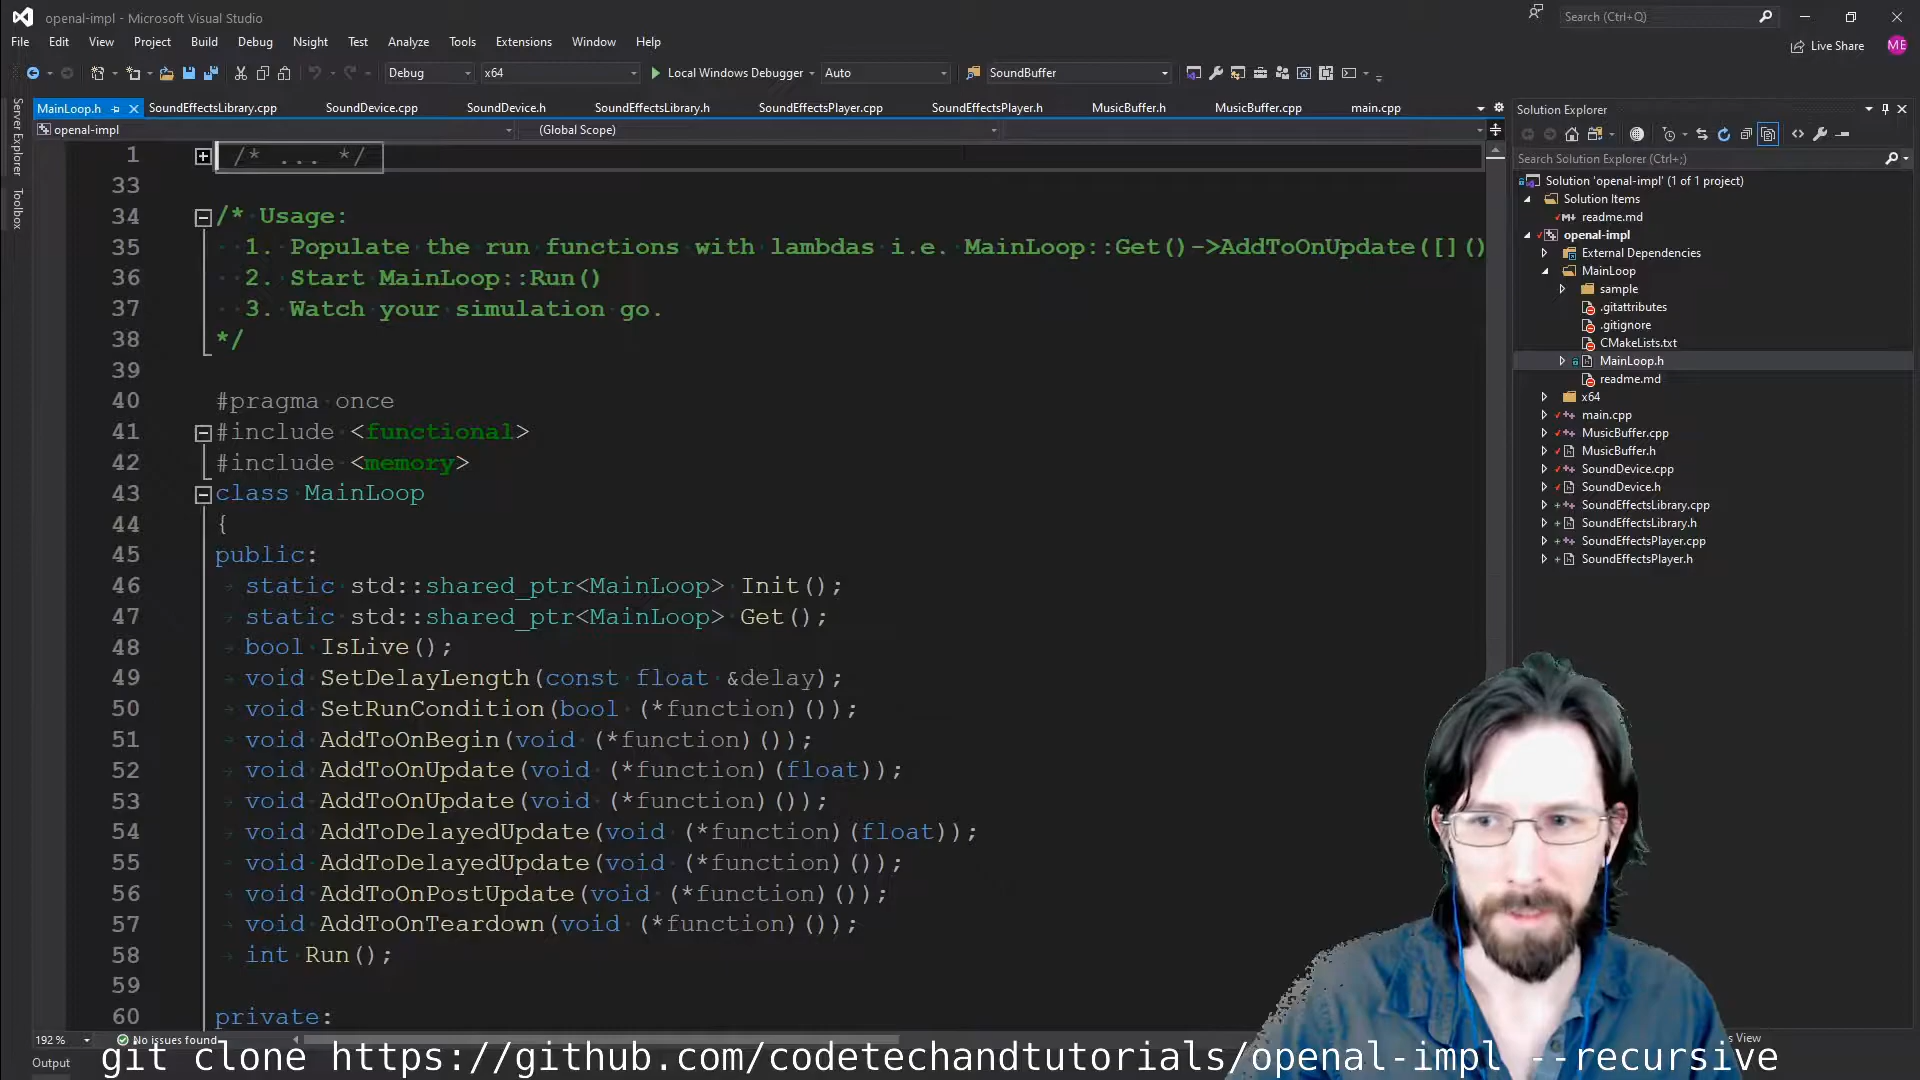 openal-impl - Microsoft Visual Studio
Search (Ctrl+Q)
File Edit View Project Build Debug Nsight Test Analyze Tools Extensions Window Help
Live Share ME
Debug x64 Local Windows Debugger Auto SoundBuffer
MainLoop.h SoundEffectsLibrary.cpp SoundDevice.cpp SoundDevice.h SoundEffectsLibrary.h SoundEffectsPlayer.cpp SoundEffectsPlayer.h MusicBuffer.h MusicBuffer.cpp main.cpp
openal-impl (Global Scope)
Server Explorer
Toolbox
1 /* ... */
33
34 /* Usage:
35 1. Populate the run functions with lambdas i.e. MainLoop::Get()->AddToOnUpdate([]()
36 2. Start MainLoop::Run()
37 3. Watch your simulation go.
38 */
39
40 #pragma once
41 #include <functional>
42 #include <memory>
43 class MainLoop
44 {
45 public:
46 static std::shared_ptr<MainLoop> Init();
47 static std::shared_ptr<MainLoop> Get();
48 bool IsLive();
49 void SetDelayLength(const float &delay);
50 void SetRunCondition(bool (*function)());
51 void AddToOnBegin(void (*function)());
52 void AddToOnUpdate(void (*function)(float));
53 void AddToOnUpdate(void (*function)());
54 void AddToDelayedUpdate(void (*function)(float));
55 void AddToDelayedUpdate(void (*function)());
56 void AddToOnPostUpdate(void (*function)());
57 void AddToOnTeardown(void (*function)());
58 int Run();
59
60 private:
192 % No issues found
Output
Solution Explorer
Search Solution Explorer (Ctrl+;)
Solution 'openal-impl' (1 of 1 project)
Solution Items
readme.md
openal-impl
External Dependencies
MainLoop
sample
.gitattributes
.gitignore
CMakeLists.txt
MainLoop.h
readme.md
x64
main.cpp
MusicBuffer.cpp
MusicBuffer.h
SoundDevice.cpp
SoundDevice.h
SoundEffectsLibrary.cpp
SoundEffectsLibrary.h
SoundEffectsPlayer.cpp
SoundEffectsPlayer.h
s View
git clone https://github.com/codetechandtutorials/openal-impl --recursive